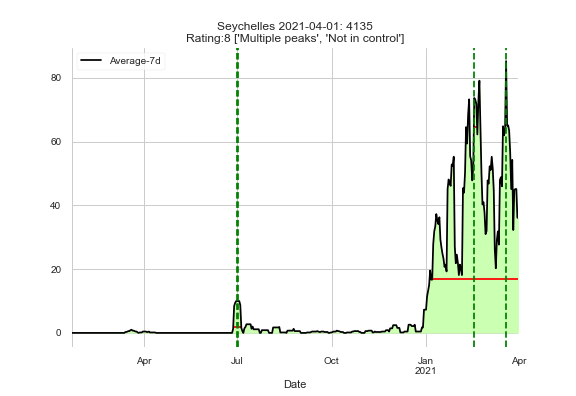 Seychelles 2021-04-01: 4135
Rating:8 ['Multiple peaks', 'Not in control']
Average-7d
80
60
40
20
0
Apr
Jul
Oct
Jan
2021
Apr
Date